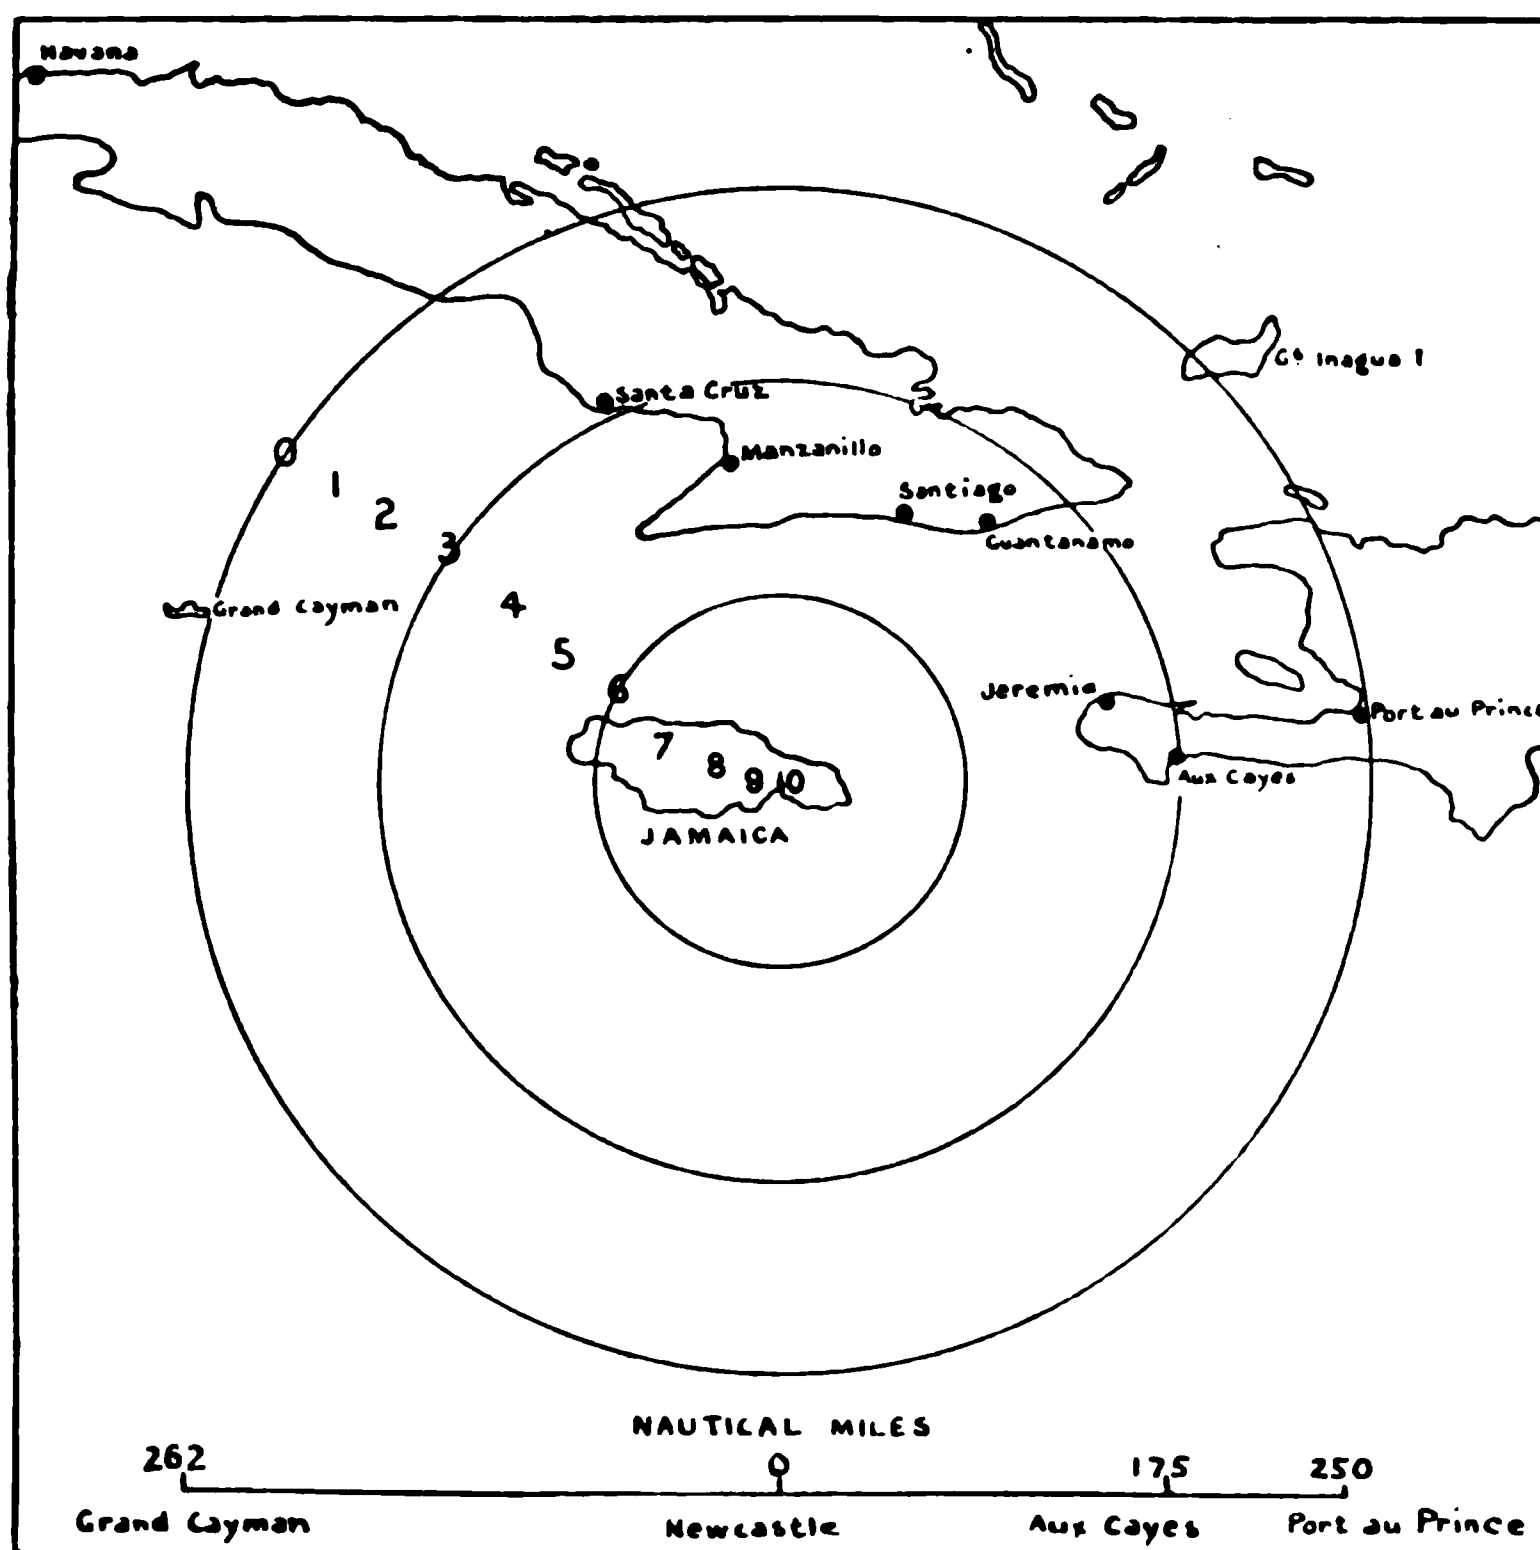 Havana
Gt Inagua I
Santa Cruz
Manzanillo
0
Santiago
1
2
Guantanamo
3
Grand Cayman
4
5
6
Jeremie
Port au Prince
7
8
9 10
Aux Cayes
JAMAICA
NAUTICAL MILES
262 0 175 250
Grand Cayman Newcastle Aux Cayes Port au Prince